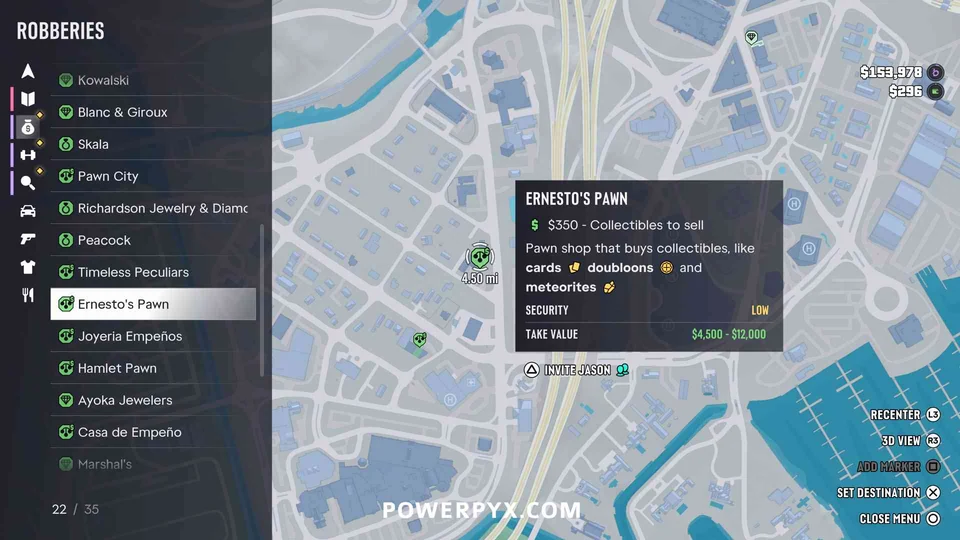 ROBBERIES
Kowalski
Blanc & Giroux
Skala
Pawn City
Richardson Jewelry & Diamo
Peacock
Timeless Peculiars
Ernesto's Pawn
Joyeria Empeños
Hamlet Pawn
Ayoka Jewelers
Casa de Empeño
Marshal's
22 / 35
$153,978
$296
4.50 mi
ERNESTO'S PAWN
$350 - Collectibles to sell
Pawn shop that buys collectibles, like
cards doubloons and
meteorites
SECURITY LOW
TAKE VALUE $4,500 - $12,000
INVITE JASON
RECENTER L3
3D VIEW R3
ADD MARKER
SET DESTINATION
CLOSE MENU
POWERPYX.COM